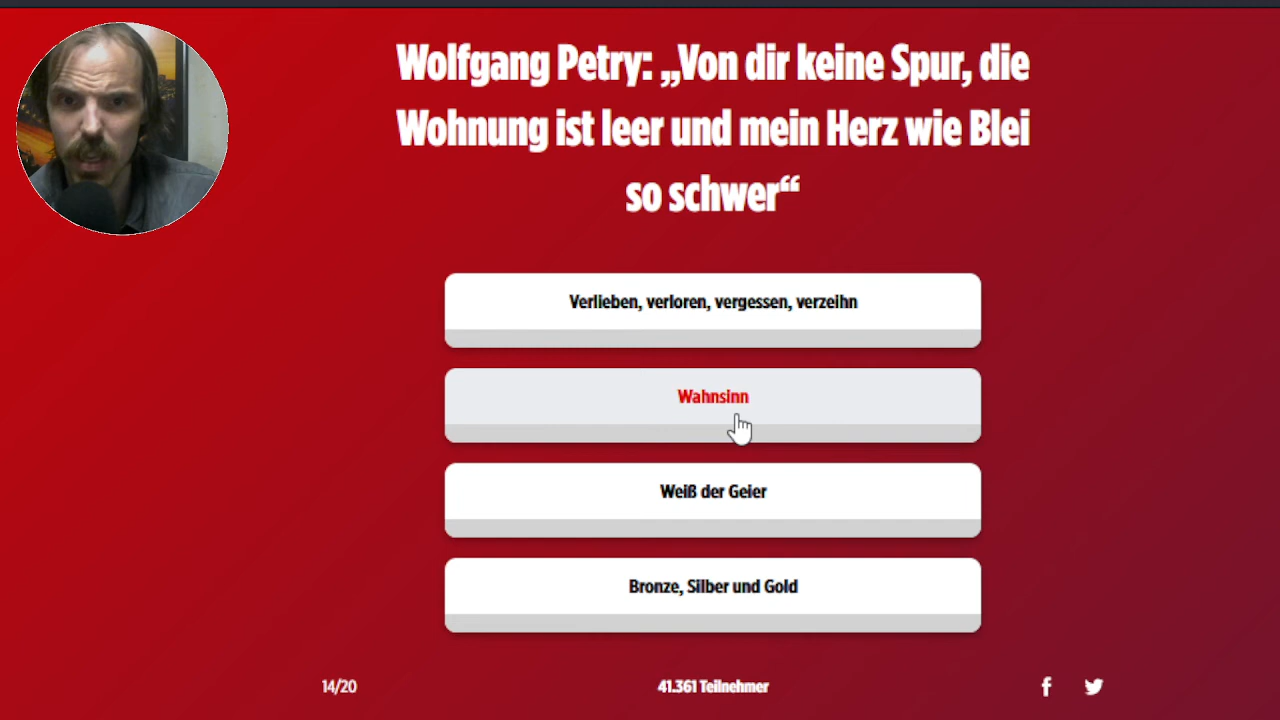 Wolfgang Petry: „Von dir keine Spur, die
Wohnung ist leer und mein Herz wie Blei
so schwer“
Verlieben, verloren, vergessen, verzeihn
Wahnsinn
Weiß der Geier
Bronze, Silber und Gold
14/20
41.361 Teilnehmer